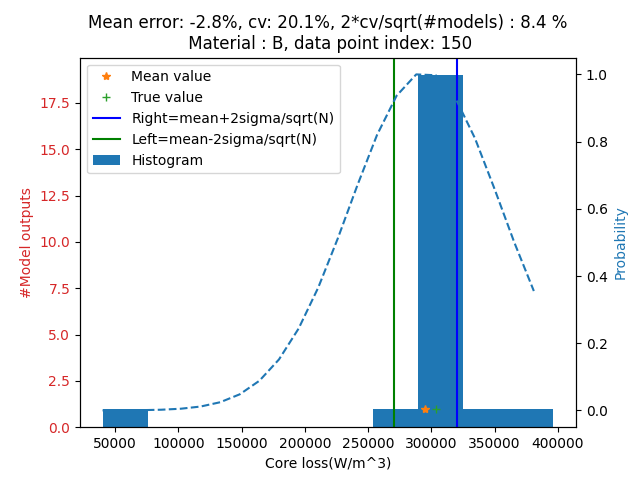 Mean error: -2.8%, cv: 20.1%, 2*cv/sqrt(#models) : 8.4 %
Material : B, data point index: 150
Mean value
True value
Right=mean+2sigma/sqrt(N)
Left=mean-2sigma/sqrt(N)
Histogram
17.5
15.0
12.5
10.0
7.5
5.0
2.5
0.0
#Model outputs
1.0
0.8
0.6
0.4
0.2
0.0
Probability
50000 100000 150000 200000 250000 300000 350000 400000
Core loss(W/m^3)